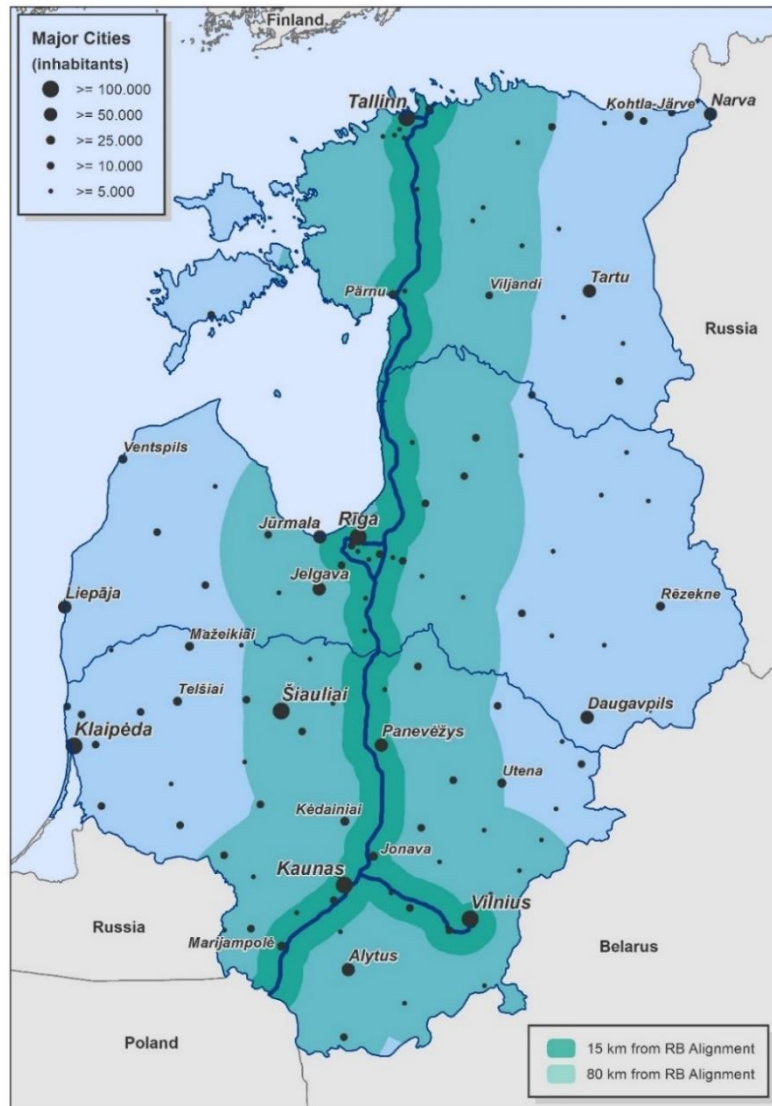 Finland
Major Cities
(inhabitants)
>= 100.000
>= 50.000
>= 25.000
>= 10.000
>= 5.000
Tallinn
Kohtla-Järve
Narva
Pärnu
Viljandi
Tartu
Russia
Ventspils
Jūrmala
Rīga
Jelgava
Liepāja
Rēzekne
Mažeikiai
Telšiai
Šiauliai
Daugavpils
Klaipėda
Panevėžys
Utena
Kėdainiai
Jonava
Kaunas
Vilnius
Russia
Marijampolė
Alytus
Belarus
Poland
15 km from RB Alignment
80 km from RB Alignment